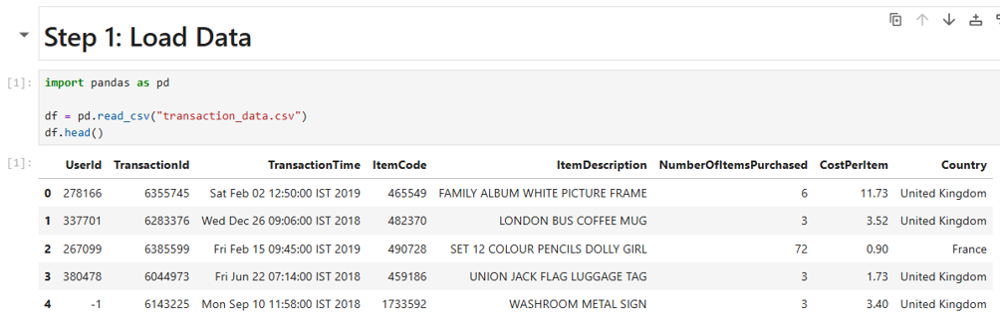 Step 1: Load Data
[1]: import pandas as pd
df = pd.read_csv("transaction_data.csv")
df.head()
[1]: UserId TransactionId TransactionTime ItemCode ItemDescription NumberOfItemsPurchased CostPerItem Country
0 278166 6355745 Sat Feb 02 12:50:00 IST 2019 465549 FAMILY ALBUM WHITE PICTURE FRAME 6 11.73 United Kingdom
1 337701 6283376 Wed Dec 26 09:06:00 IST 2018 482370 LONDON BUS COFFEE MUG 3 3.52 United Kingdom
2 267099 6385599 Fri Feb 15 09:45:00 IST 2019 490728 SET 12 COLOUR PENCILS DOLLY GIRL 72 0.90 France
3 380478 6044973 Fri Jun 22 07:14:00 IST 2018 459186 UNION JACK FLAG LUGGAGE TAG 3 1.73 United Kingdom
4 -1 6143225 Mon Sep 10 11:58:00 IST 2018 1733592 WASHROOM METAL SIGN 3 3.40 United Kingdom